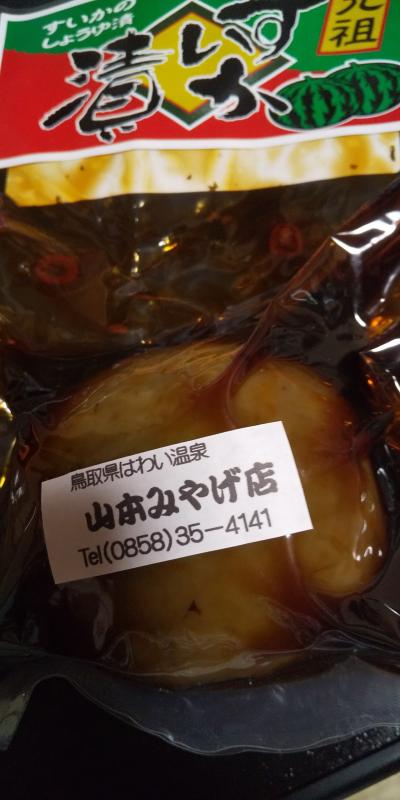 元祖
すいかの
しょうゆ漬
すいか漬
鳥取県はわい温泉
山本みやげ店
Tel(0858)35-4141